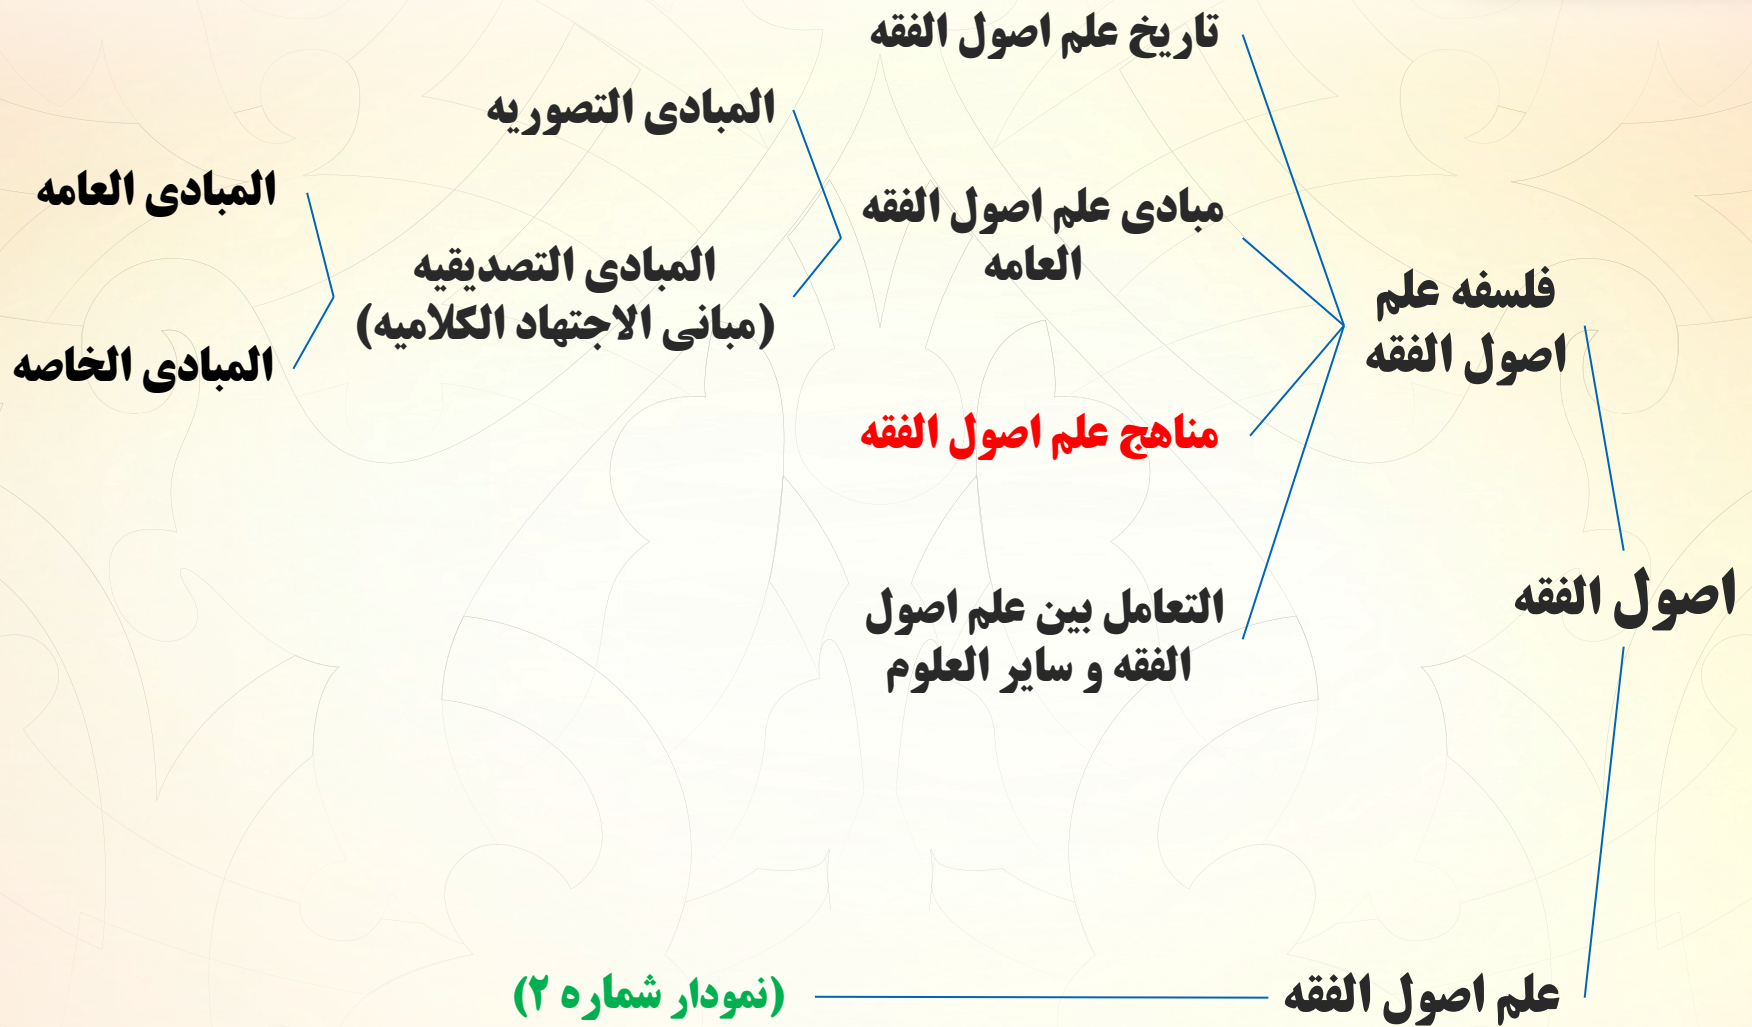 اصول الفقه
فلسفه علم
اصول الفقه
تاریخ علم اصول الفقه
مبادی علم اصول الفقه
العامه
المبادی التصوریه
المبادی التصدیقیه
(مبانی الاجتهاد الکلامیه)
المبادی العامه
المبادی الخاصه
مناهج علم اصول الفقه
التعامل بین علم اصول
الفقه و سایر العلوم
علم اصول الفقه
(نمودار شماره ۲)